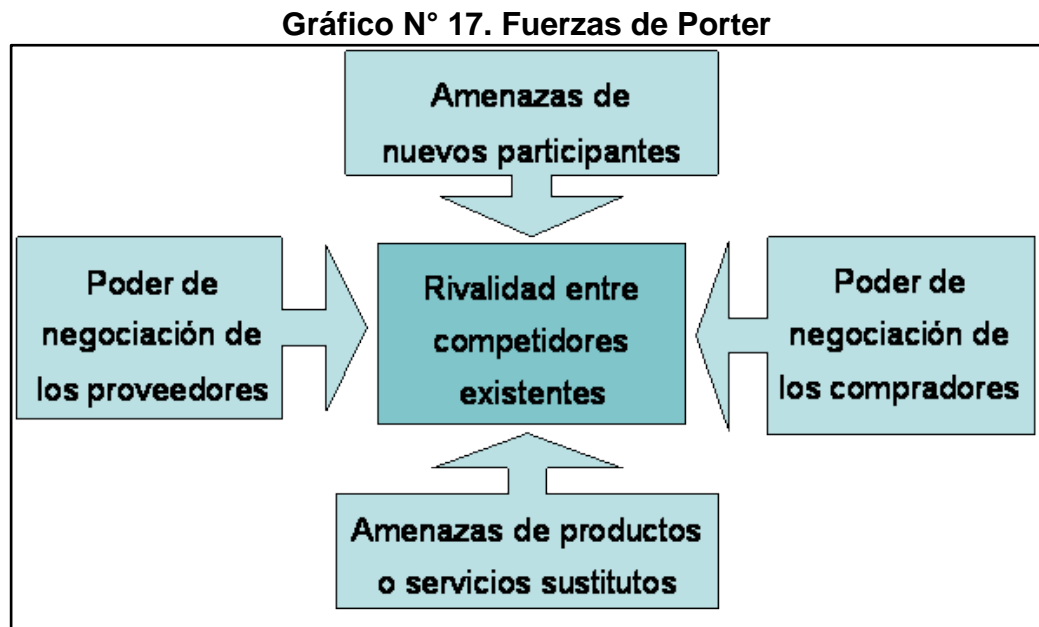 Gráfico N° 17. Fuerzas de Porter
Amenazas de
nuevos participantes
Poder de
negociación de
los proveedores
Rivalidad entre
competidores
existentes
Poder de
negociación de
los compradores
Amenazas de productos
o servicios sustitutos